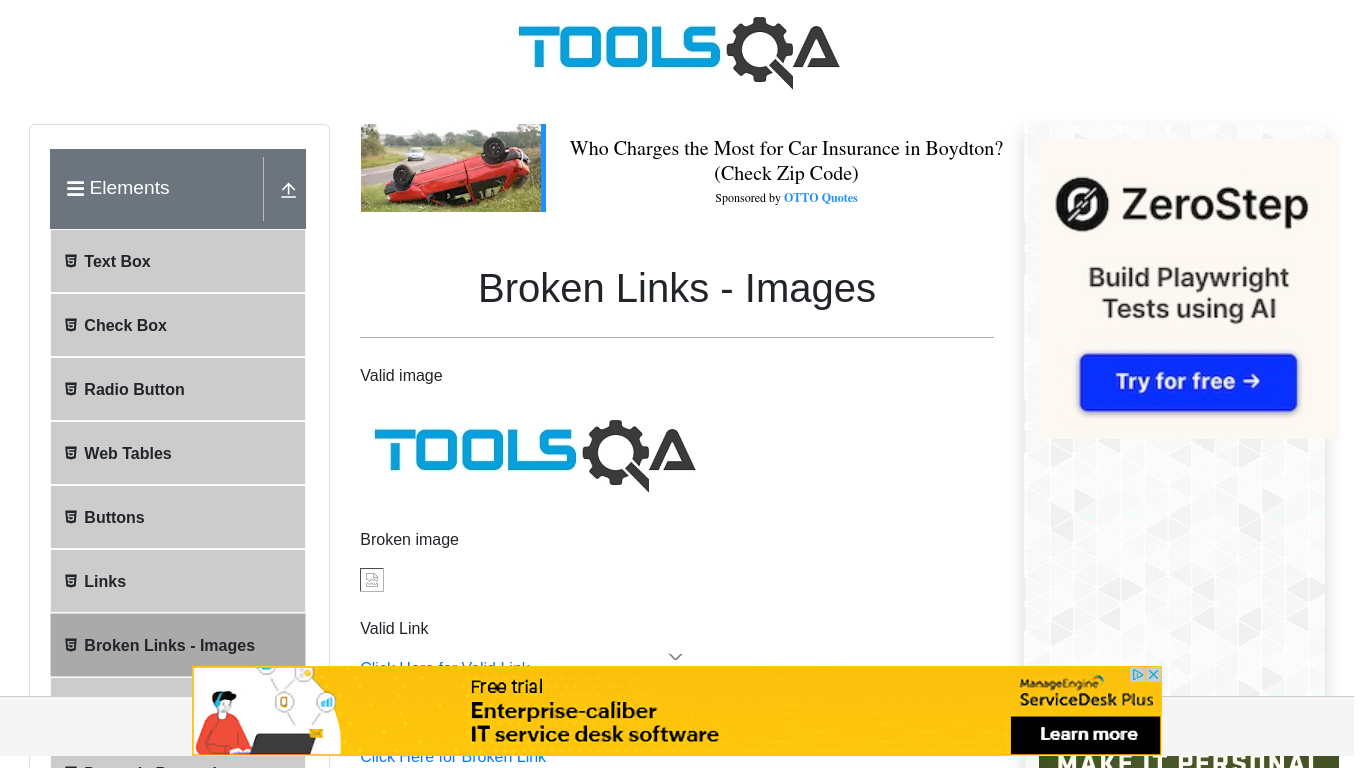 TOOLSQA
Elements
Text Box
Check Box
Radio Button
Web Tables
Buttons
Links
Broken Links - Images
Who Charges the Most for Car Insurance in Boydton?
(Check Zip Code)
Sponsored by OTTO Quotes
Broken Links - Images
Valid image
TOOLSQA
Broken image
Valid Link
Click Here for Valid Link
Click Here for Broken Link
ZeroStep
Build Playwright
Tests using AI
Try for free →
MAKE IT PERSONAL
Free trial
Enterprise-caliber
IT service desk software
ManageEngine
ServiceDesk Plus
Learn more